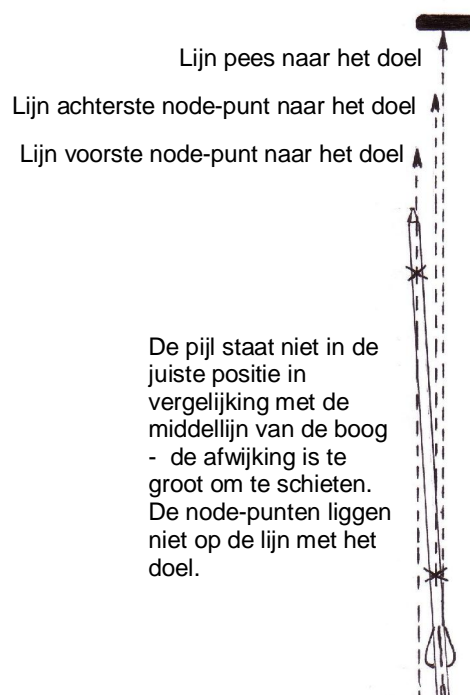 Lijn pees naar het doel
Lijn achterste node-punt naar het doel
Lijn voorste node-punt naar het doel
De pijl staat niet in de
juiste positie in
vergelijking met de
middellijn van de boog
- de afwijking is te
groot om te schieten.
De node-punten liggen
niet op de lijn met het
doel.